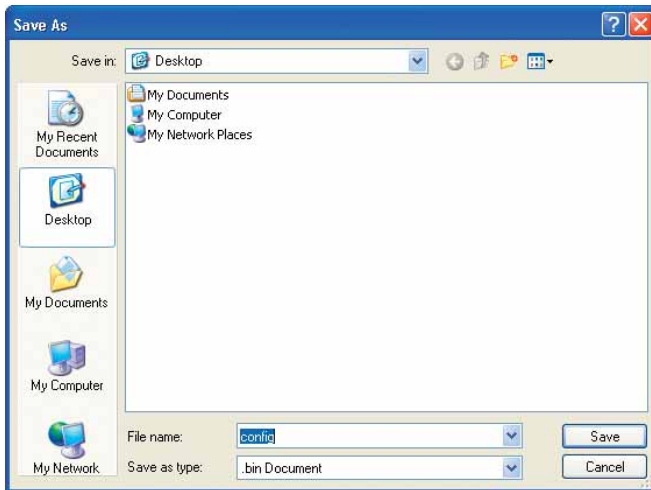 Save As
Save in: Desktop
My Recent
Documents
Desktop
My Documents
My Computer
My Network
My Documents
My Computer
My Network Places
File name: config Save
Save as type: .bin Document Cancel